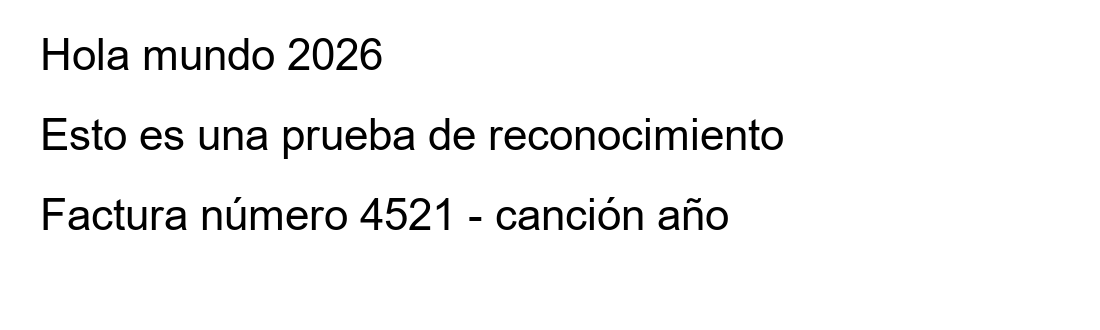 Hola mundo 2026
Esto es una prueba de reconocimiento
Factura número 4521 - canción año